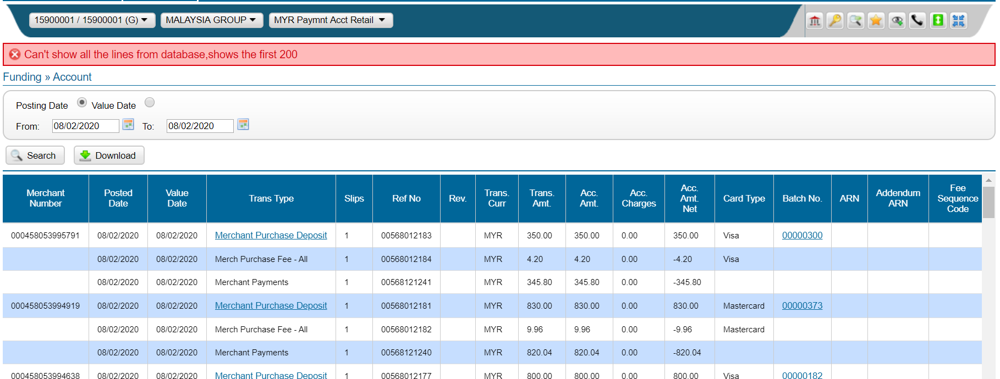 15900001 / 15900001 (G) MALAYSIA GROUP MYR Paymnt Acct Retail
Can't show all the lines from database,shows the first 200
Funding » Account
Posting Date Value Date
From: 08/02/2020 To: 08/02/2020
Search Download
Merchant Number Posted Date Value Date Trans Type Slips Ref No Rev. Trans. Curr Trans. Amt. Acc. Amt. Acc. Charges Acc. Amt. Net Card Type Batch No. ARN Addendum ARN Fee Sequence Code
000458053995791 08/02/2020 08/02/2020 Merchant Purchase Deposit 1 00568012183 MYR 350.00 350.00 0.00 350.00 Visa 00000300
08/02/2020 08/02/2020 Merch Purchase Fee - All 1 00568012184 MYR 4.20 4.20 0.00 -4.20 Visa
08/02/2020 08/02/2020 Merchant Payments 1 00568121241 MYR 345.80 345.80 0.00 -345.80
000458053994919 08/02/2020 08/02/2020 Merchant Purchase Deposit 1 00568012181 MYR 830.00 830.00 0.00 830.00 Mastercard 00000373
08/02/2020 08/02/2020 Merch Purchase Fee - All 1 00568012182 MYR 9.96 9.96 0.00 -9.96 Mastercard
08/02/2020 08/02/2020 Merchant Payments 1 00568121240 MYR 820.04 820.04 0.00 -820.04
000458053994638 08/02/2020 08/02/2020 Merchant Purchase Deposit 1 00568012177 MYR 800.00 800.00 0.00 800.00 Visa 00000182